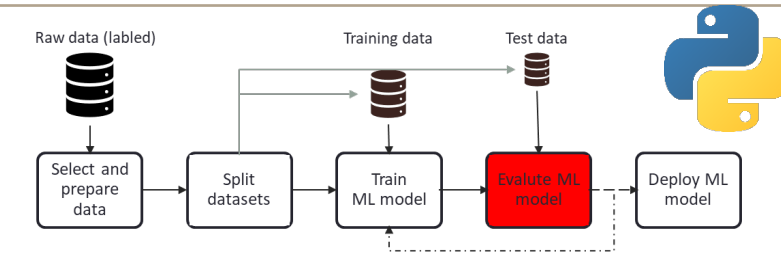 Raw data (labled)
Training data
Test data
Select and
prepare
data
Split
datasets
Train
ML model
Evalute ML
model
Deploy ML
model